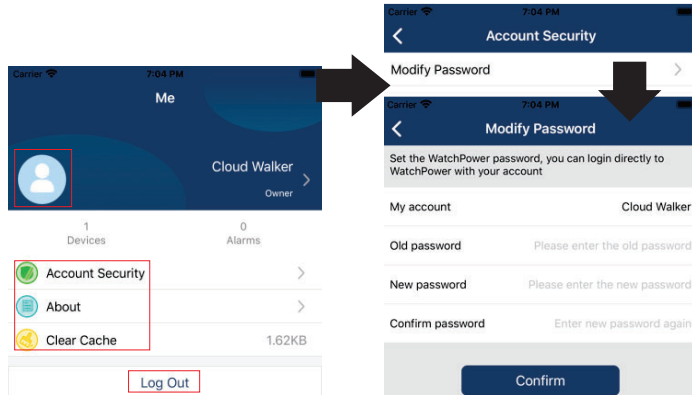 Carrier 7:04 PM
Me
Cloud Walker
Owner
1 0
Devices Alarms
Account Security
About
Clear Cache 1.62KB
Log Out
Carrier 7:04 PM
Account Security
Modify Password
Carrier 7:04 PM
Modify Password
Set the WatchPower password, you can login directly to
WatchPower with your account
My account Cloud Walker
Old password Please enter the old password
New password Please enter the new password
Confirm password Enter new password again
Confirm